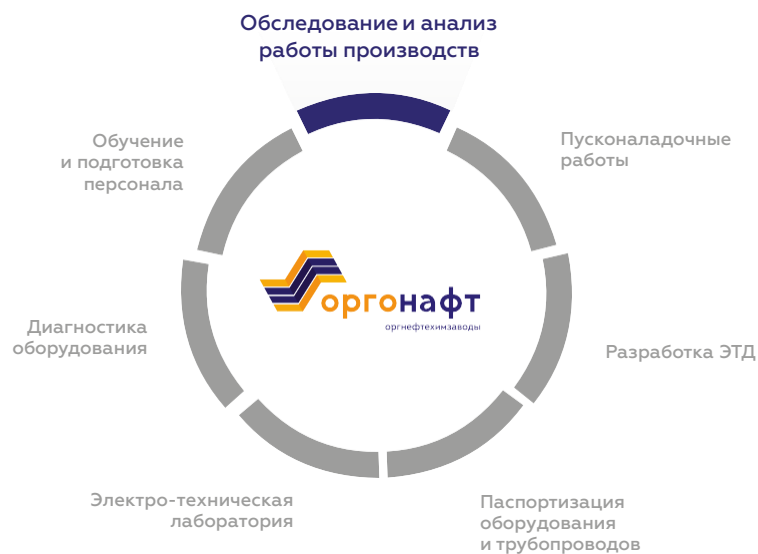 Обследование и анализ
работы производств
Пусконаладочные
работы
Разработка ЭТД
Паспортизация
оборудования
и трубопроводов
Электро-техническая
лаборатория
Диагностика
оборудования
Обучение
и подготовка
персонала
оргонафт
оргнефтехимзаводы